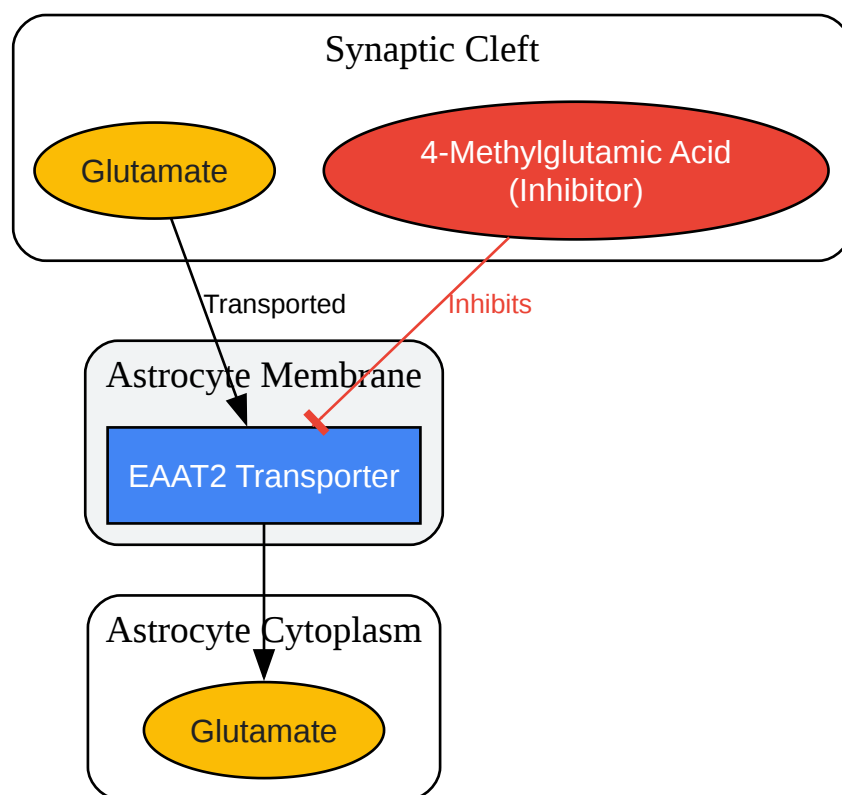 Synaptic Cleft
Glutamate
4-Methylglutamic Acid
(Inhibitor)
Transported
Inhibits
Astrocyte Membrane
EAAT2 Transporter
Astrocyte Cytoplasm
Glutamate